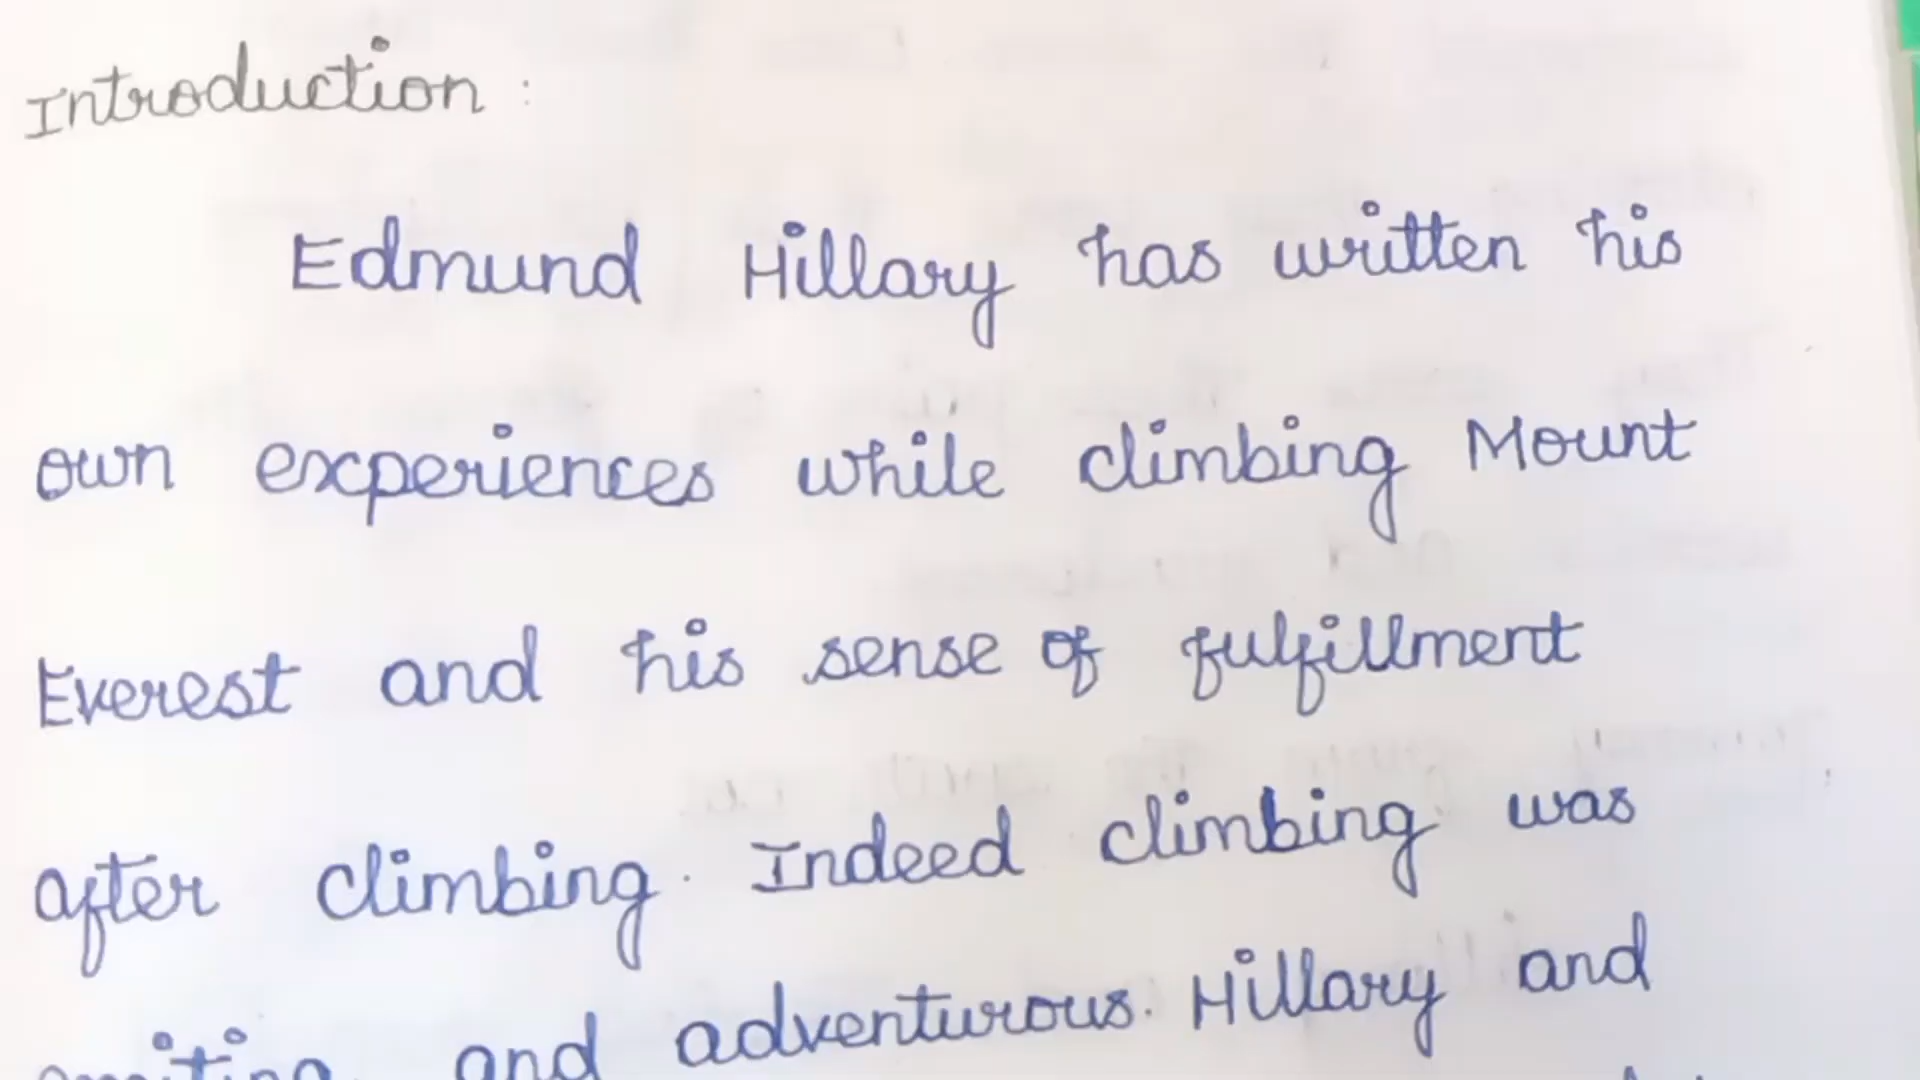 Introduction :
Edmund Hillary has written his
own experiences while climbing Mount
Everest and his sense of fulfillment
after climbing. Indeed climbing was
and adventurous. Hillary and